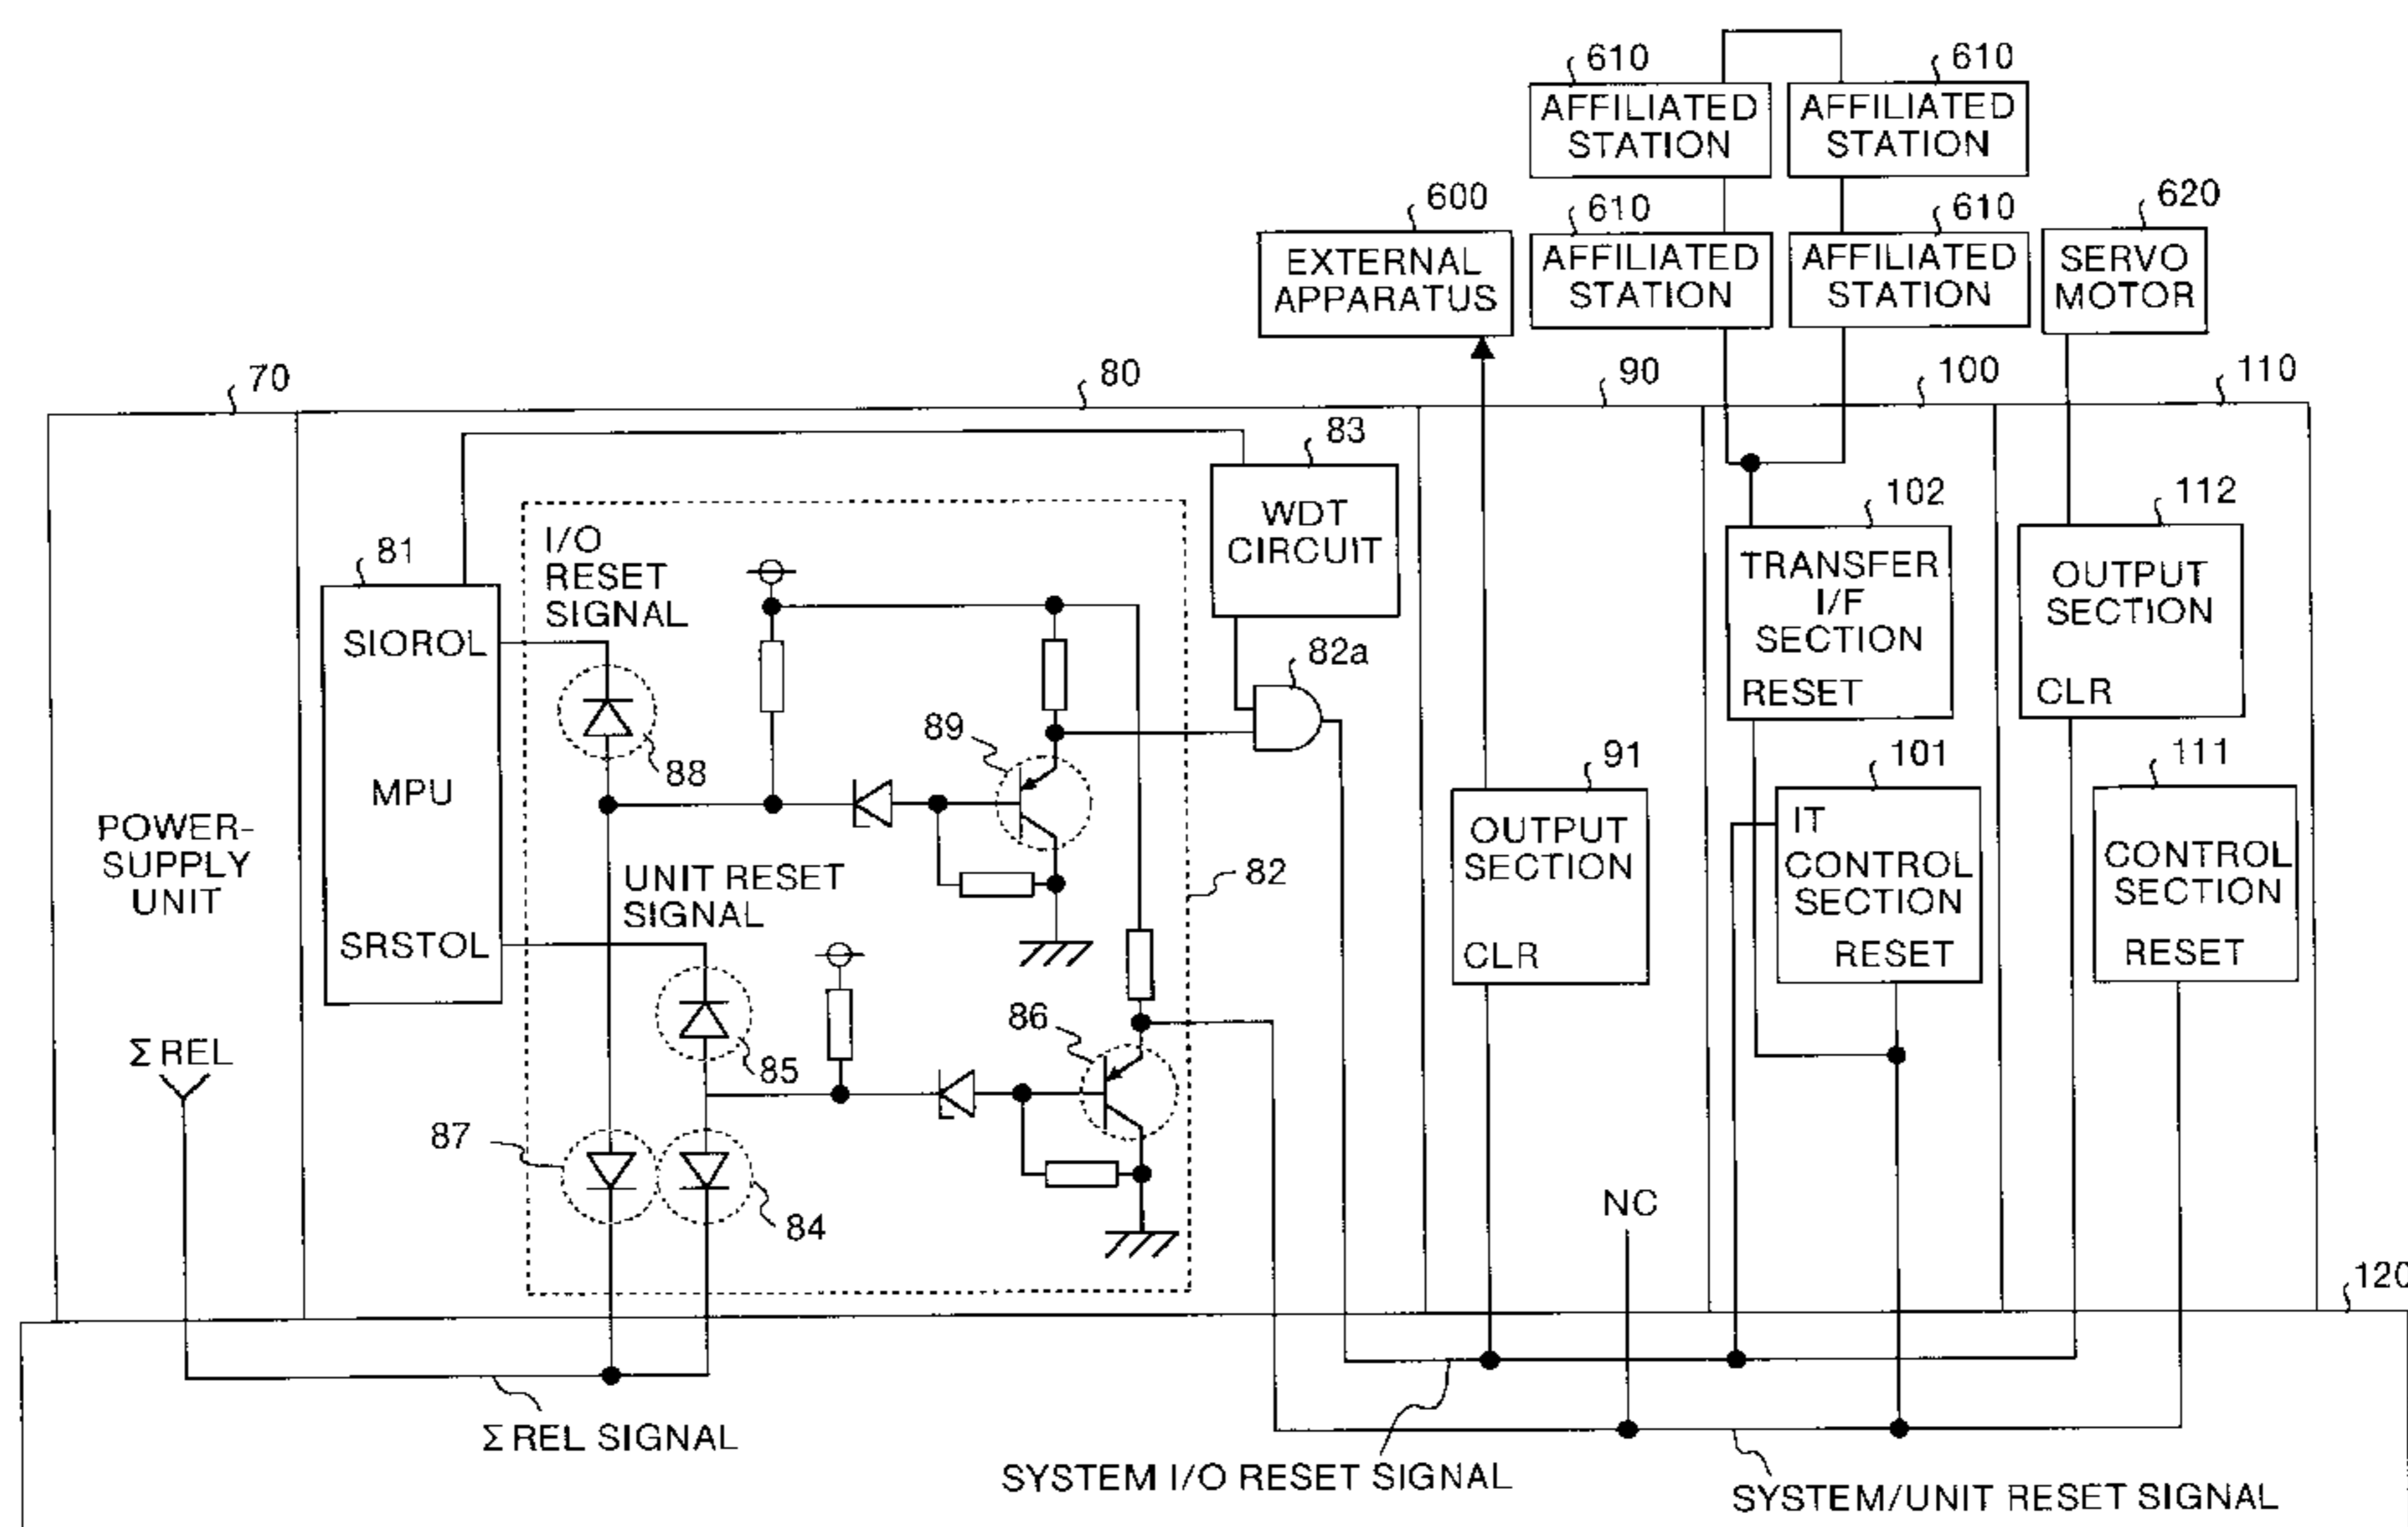 610
AFFILIATED
STATION
610
AFFILIATED
STATION
600
EXTERNAL
APPARATUS
610
AFFILIATED
STATION
610
AFFILIATED
STATION
620
SERVO
MOTOR
70
80
90
100
110
83
WDT
CIRCUIT
I/O
RESET
SIGNAL
81
SIOROL
MPU
SRSTOL
88
89
82a
82
UNIT RESET
SIGNAL
85
86
87
84
POWER-
SUPPLY
UNIT
ΣREL
91
OUTPUT
SECTION
CLR
102
TRANSFER
I/F
SECTION
RESET
101
IT
CONTROL
SECTION
RESET
112
OUTPUT
SECTION
CLR
111
CONTROL
SECTION
RESET
NC
120
ΣREL SIGNAL
SYSTEM I/O RESET SIGNAL
SYSTEM/UNIT RESET SIGNAL